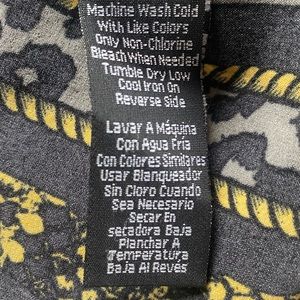 Machine Wash Cold
With Like Colors
Only Non-Chlorine
Bleach When Needed
Tumble Dry Low
Cool Iron On
Reverse Side
Lavar A Máquina
Con Agua Fría
Con Colores Similares
Usar Blanqueador
Sin Cloro Cuando
Sea Necesario
Secar En
secadora Baja
Planchar A
Temperatura
Baja Al Revés